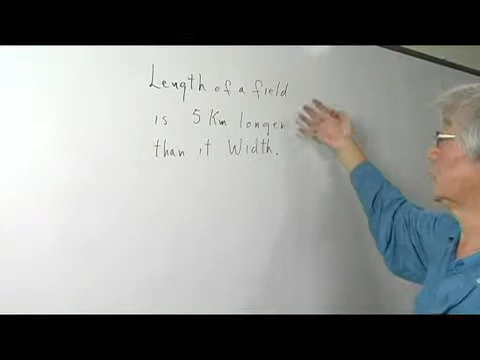 Length of a field
is 5 Km longer
than it Width.